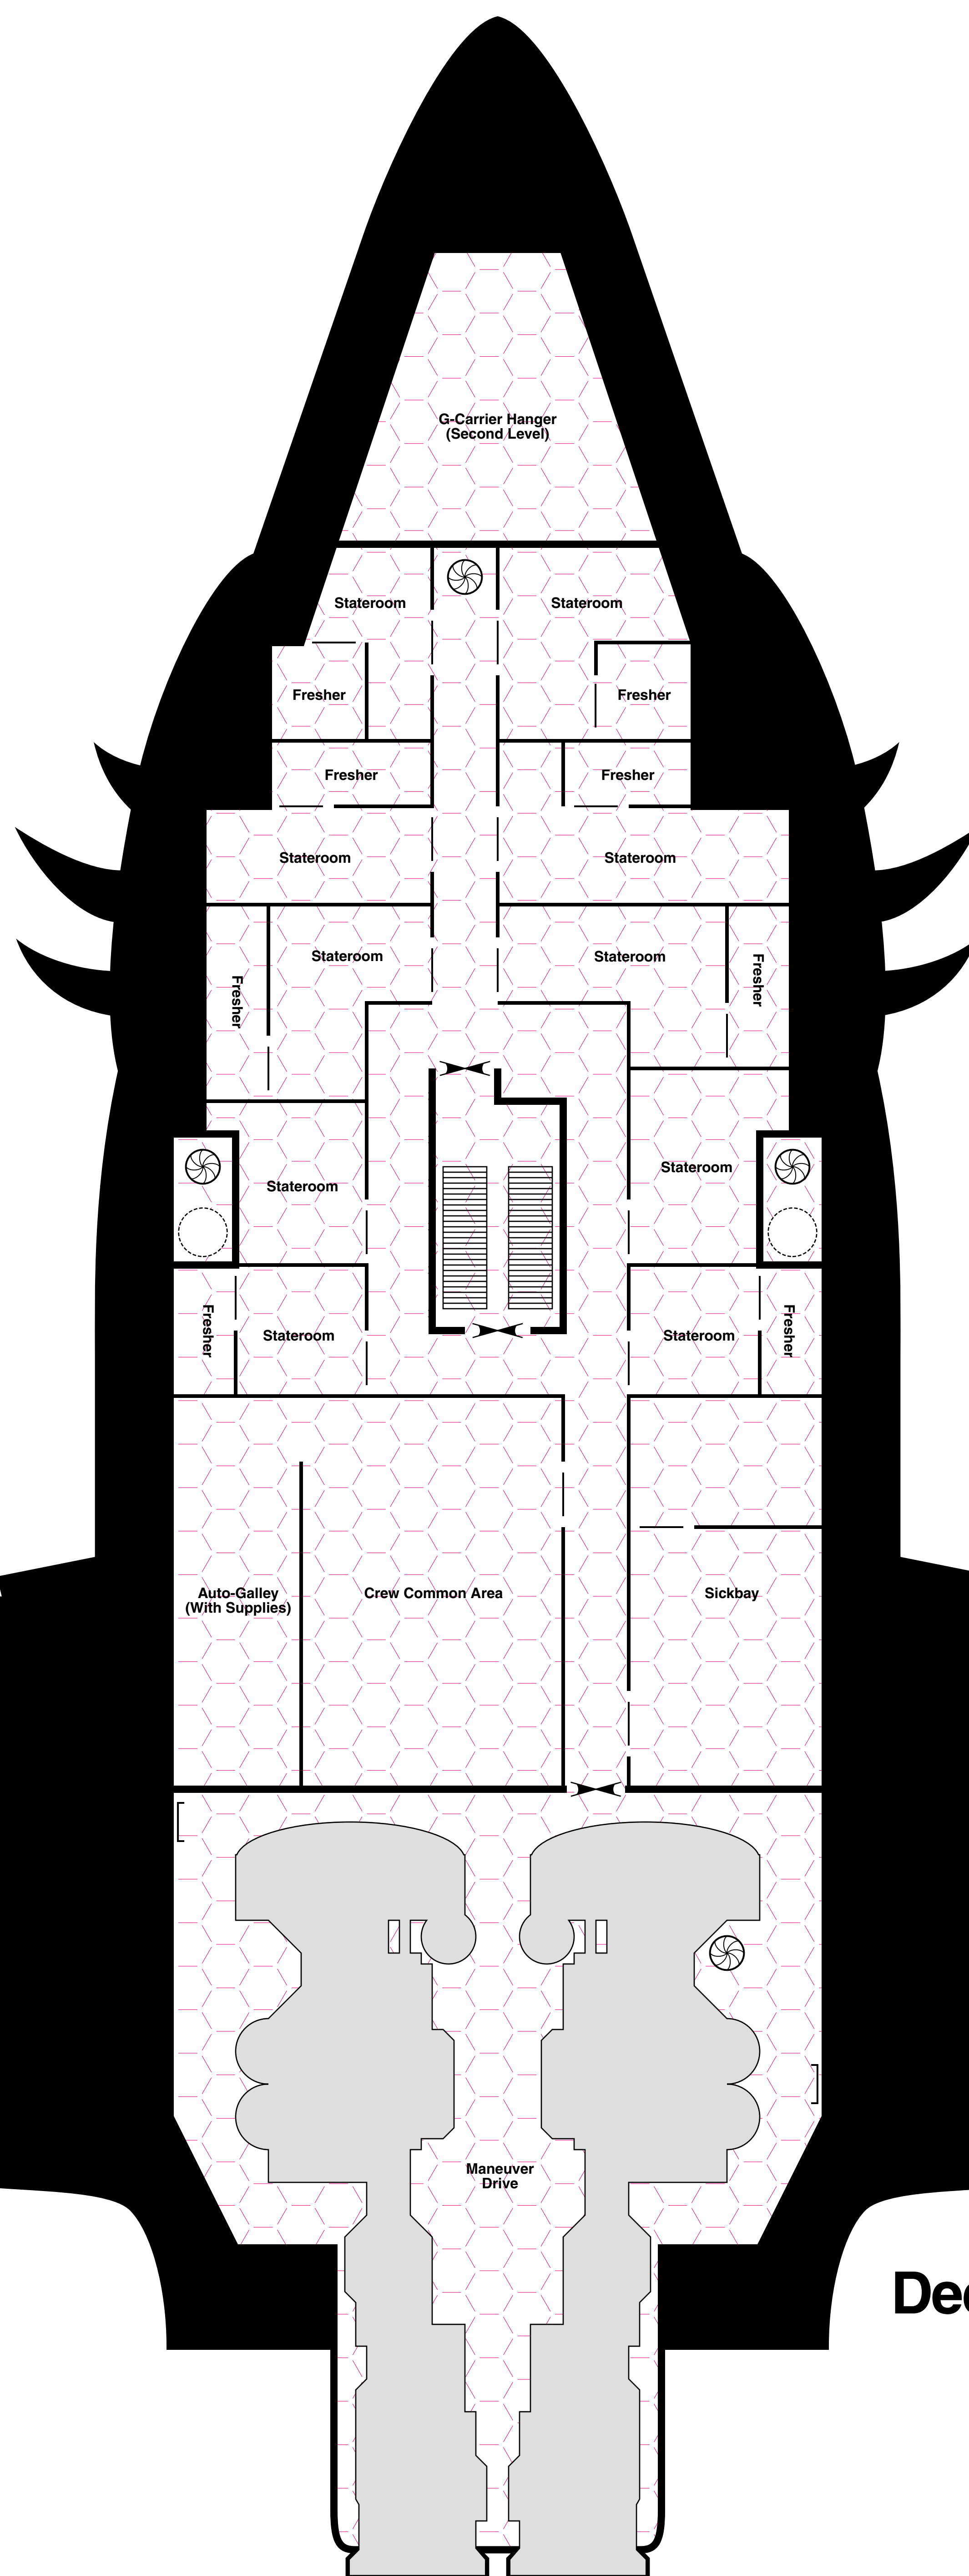 G-Carrier Hanger
(Second Level)
Stateroom
Stateroom
Fresher
Fresher
Fresher
Fresher
Stateroom
Stateroom
Stateroom
Stateroom
Fresher
Fresher
Stateroom
Stateroom
Fresher
Stateroom
Stateroom
Fresher
Auto-Galley
(With Supplies)
Crew Common Area
Sickbay
Maneuver
Drive